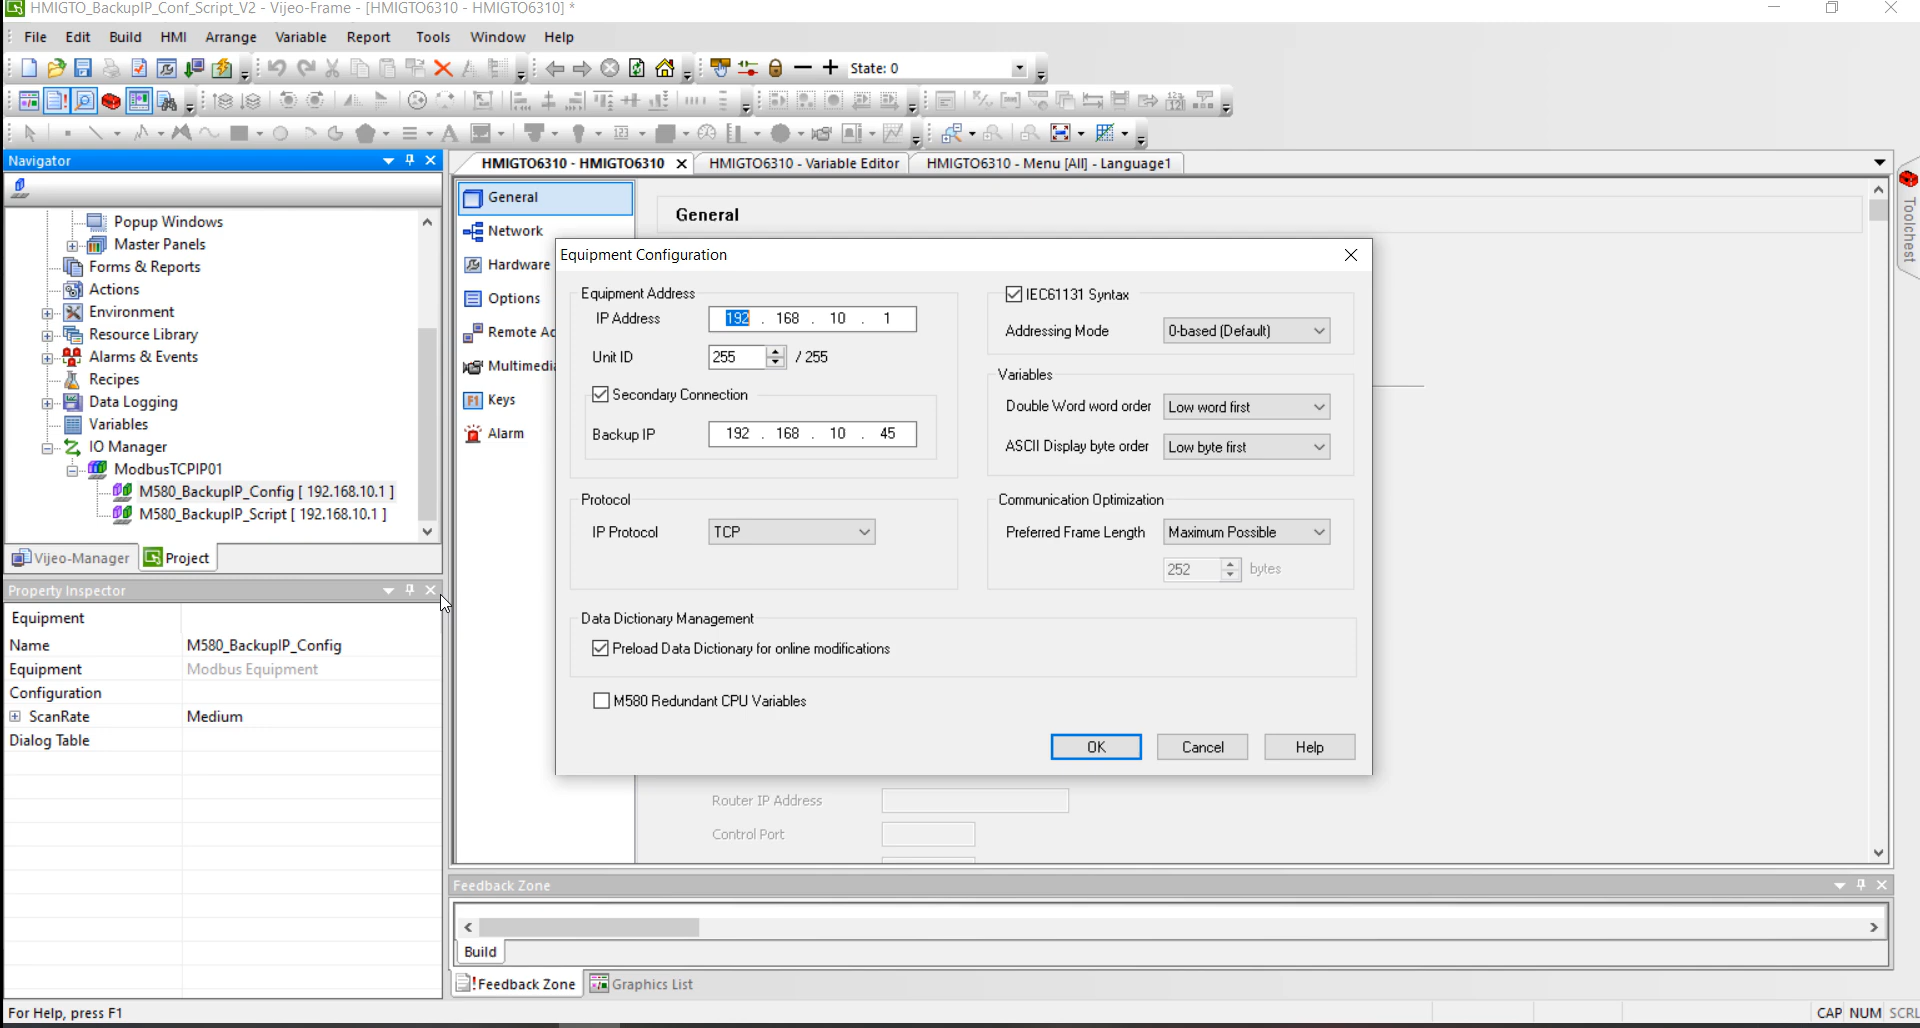 HMIGTO_BackupIP_Conf_Script_V2 - Vijeo-Frame - [HMIGTO6310 - HMIGTO6310] *
File Edit Build HMI Arrange Variable Report Tools Window Help
State: 0
Navigator
HMIGTO6310 - HMIGTO6310
HMIGTO6310 - Variable Editor
HMIGTO6310 - Menu [All] - Language1
Toolchest
Popup Windows
Master Panels
Forms & Reports
Actions
Environment
Resource Library
Alarms & Events
Recipes
Data Logging
Variables
IO Manager
ModbusTCPIP01
M580_BackupIP_Config [ 192.168.10.1 ]
M580_BackupIP_Script [ 192.168.10.1 ]
Vijeo-Manager
Project
Property Inspector
Equipment
Name M580_BackupIP_Config
Equipment Modbus Equipment
Configuration
ScanRate Medium
Dialog Table
General
Network
Hardware
Options
Remote Ac
Multimedi
Keys
Alarm
General
Equipment Configuration
Equipment Address
IP Address 192 . 168 . 10 . 1
Unit ID 255 / 255
Secondary Connection
Backup IP 192 . 168 . 10 . 45
Protocol
IP Protocol TCP
IEC61131 Syntax
Addressing Mode 0-based (Default)
Variables
Double Word word order Low word first
ASCII Display byte order Low byte first
Communication Optimization
Preferred Frame Length Maximum Possible
252 bytes
Data Dictionary Management
Preload Data Dictionary for online modifications
M580 Redundant CPU Variables
OK Cancel Help
Router IP Address
Control Port
Feedback Zone
Build
Feedback Zone
Graphics List
For Help, press F1
CAP NUM SCRL